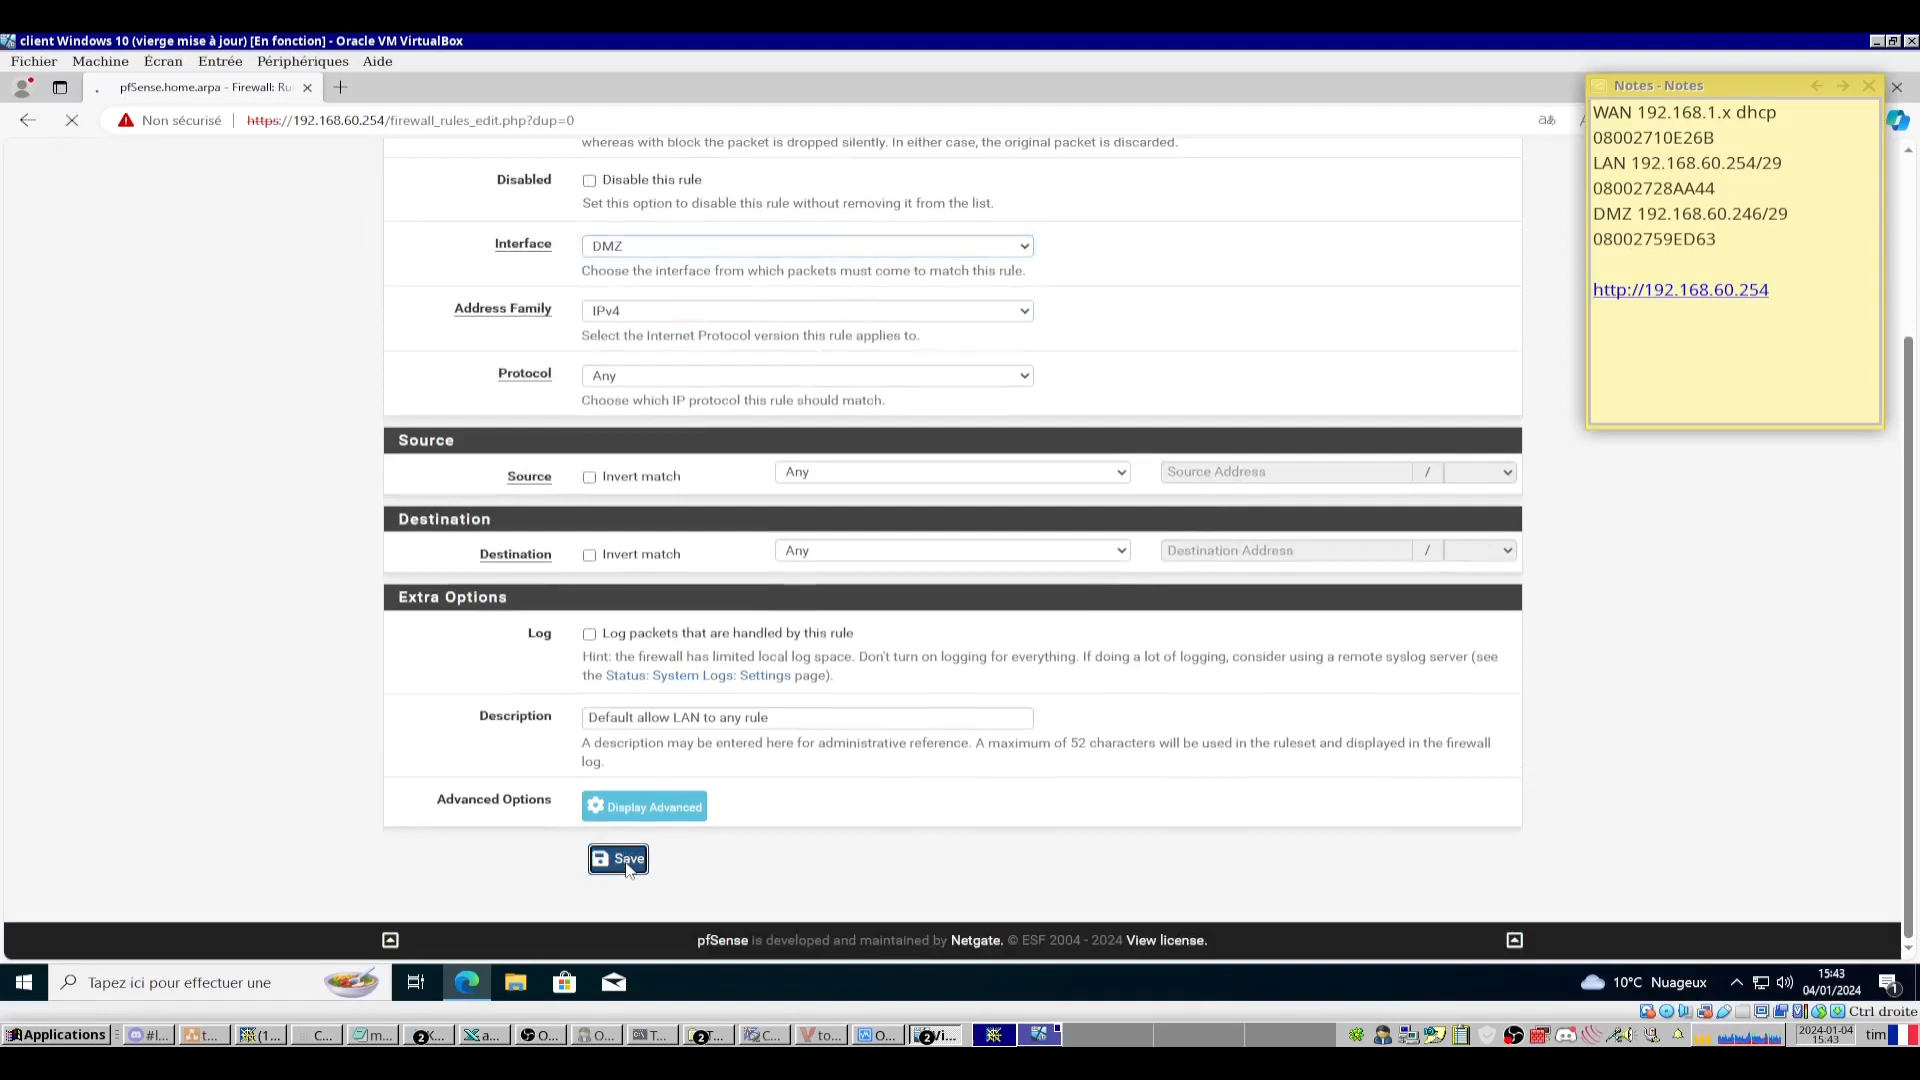 client Windows 10 (vierge mise à jour) [En fonction] - Oracle VM VirtualBox
Fichier Machine Écran Entrée Périphériques Aide
pfSense.home.arpa - Firewall: Ru
Non sécurisé https://192.168.60.254/firewall_rules_edit.php?dup=0
whereas with block the packet is dropped silently. In either case, the original packet is discarded.
Disabled
Disable this rule
Set this option to disable this rule without removing it from the list.
Interface
DMZ
Choose the interface from which packets must come to match this rule.
Address Family
IPv4
Select the Internet Protocol version this rule applies to.
Protocol
Any
Choose which IP protocol this rule should match.
Source
Source Invert match Any Source Address /
Destination
Destination Invert match Any Destination Address /
Extra Options
Log
Log packets that are handled by this rule
Hint: the firewall has limited local log space. Don't turn on logging for everything. If doing a lot of logging, consider using a remote syslog server (see
the Status: System Logs: Settings page).
Description
Default allow LAN to any rule
A description may be entered here for administrative reference. A maximum of 52 characters will be used in the ruleset and displayed in the firewall
log.
Advanced Options
Display Advanced
Save
pfSense is developed and maintained by Netgate. © ESF 2004 - 2024 View license.
Notes - Notes
WAN 192.168.1.x dhcp
08002710E26B
LAN 192.168.60.254/29
08002728AA44
DMZ 192.168.60.246/29
08002759ED63
http://192.168.60.254
Tapez ici pour effectuer une
10°C Nuageux
15:43
04/01/2024
1
Ctrl droite
Applications #l... t... (1... C... m... K... a... O... O... T... T... C... to... O... i...
2024-01-04
15:43
tim